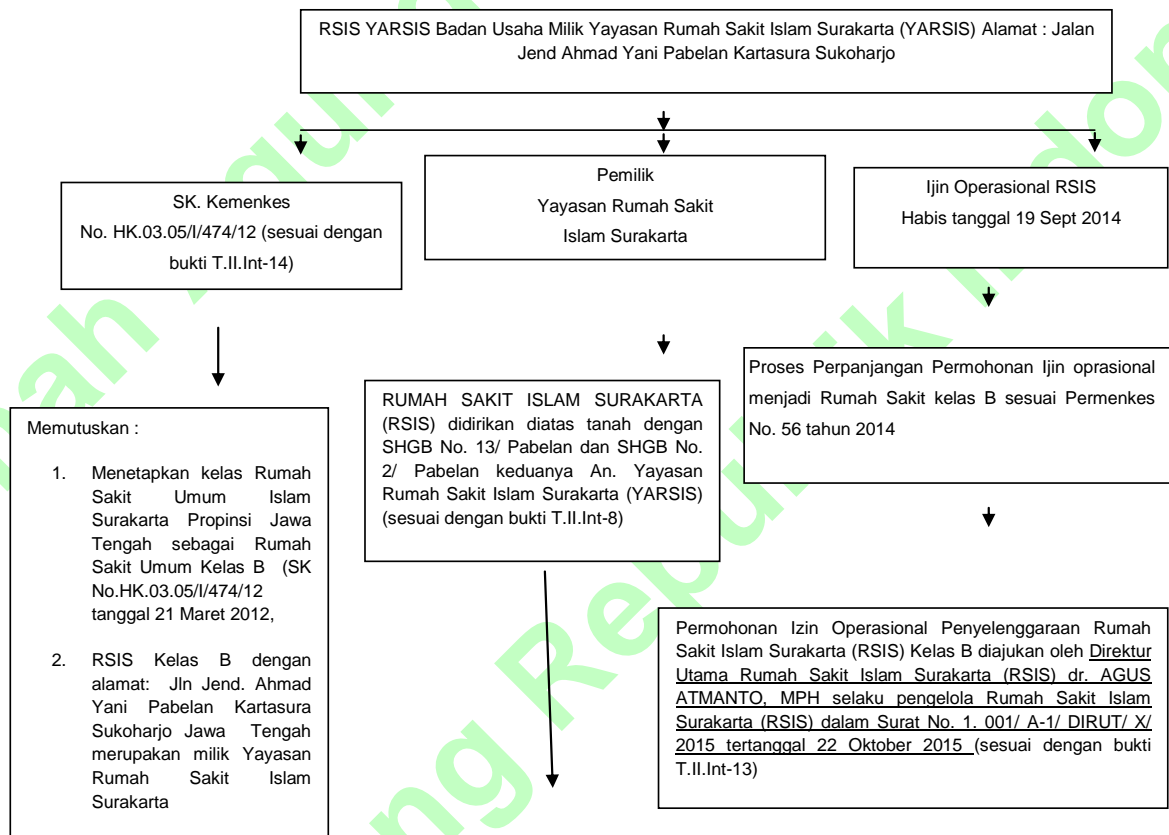 RSIS YARSIS Badan Usaha Milik Yayasan Rumah Sakit Islam Surakarta (YARSIS) Alamat : Jalan
Jend Ahmad Yani Pabelan Kartasura Sukoharjo
SK. Kemenkes
No. HK.03.05/I/474/12 (sesuai dengan
bukti T.II.Int-14)
Pemilik
Yayasan Rumah Sakit
Islam Surakarta
Ijin Operasional RSIS
Habis tanggal 19 Sept 2014
Memutuskan :
1. Menetapkan kelas Rumah
Sakit Umum Islam
Surakarta Propinsi Jawa
Tengah sebagai Rumah
Sakit Umum Kelas B (SK
No.HK.03.05/I/474/12
tanggal 21 Maret 2012,
2. RSIS Kelas B dengan
alamat: Jln Jend. Ahmad
Yani Pabelan Kartasura
Sukoharjo Jawa Tengah
merupakan milik Yayasan
Rumah Sakit Islam
Surakarta
RUMAH SAKIT ISLAM SURAKARTA
(RSIS) didirikan diatas tanah dengan
SHGB No. 13/ Pabelan dan SHGB No.
2/ Pabelan keduanya An. Yayasan
Rumah Sakit Islam Surakarta (YARSIS)
(sesuai dengan bukti T.II.Int-8)
Proses Perpanjangan Permohonan Ijin oprasional
menjadi Rumah Sakit kelas B sesuai Permenkes
No. 56 tahun 2014
Permohonan Izin Operasional Penyelenggaraan Rumah
Sakit Islam Surakarta (RSIS) Kelas B diajukan oleh Direktur
Utama Rumah Sakit Islam Surakarta (RSIS) dr. AGUS
ATMANTO, MPH selaku pengelola Rumah Sakit Islam
Surakarta (RSIS) dalam Surat No. 1. 001/ A-1/ DIRUT/ X/
2015 tertanggal 22 Oktober 2015 (sesuai dengan bukti
T.II.Int-13)